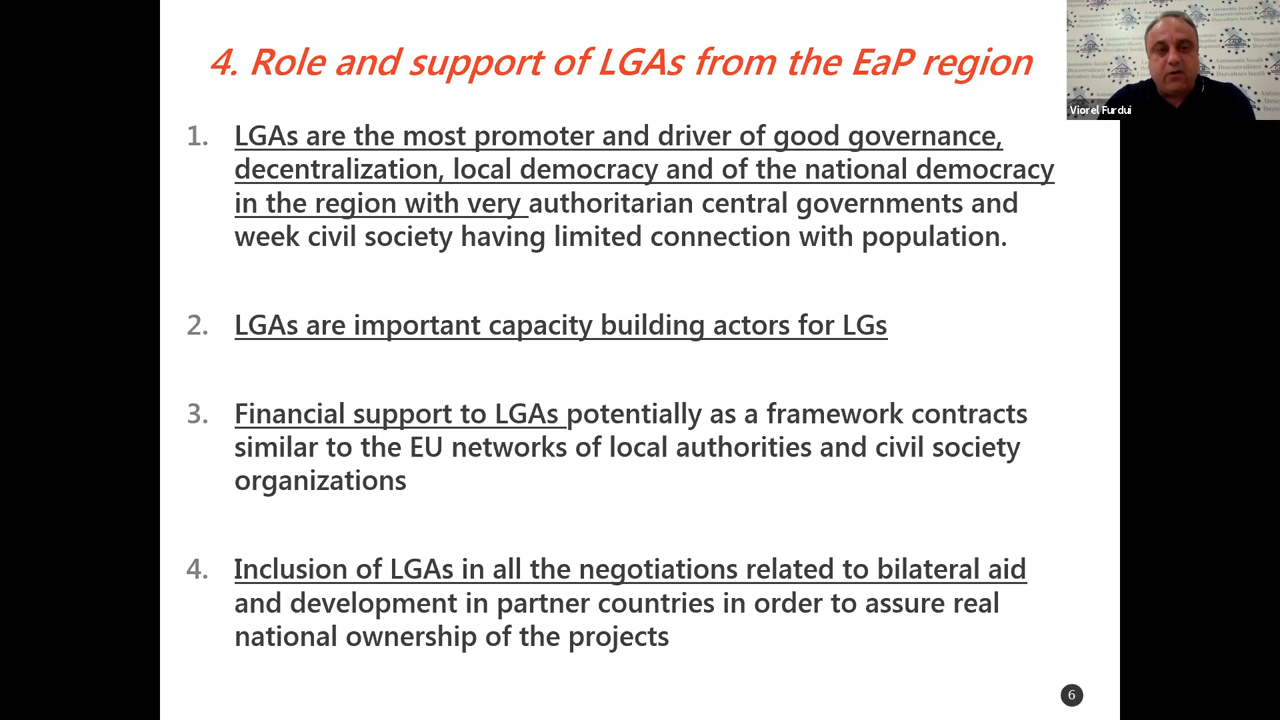 4. Role and support of LGAs from the EaP region
Viorel Furdui
1. LGAs are the most promoter and driver of good governance,
decentralization, local democracy and of the national democracy
in the region with very authoritarian central governments and
week civil society having limited connection with population.
2. LGAs are important capacity building actors for LGs
3. Financial support to LGAs potentially as a framework contracts
similar to the EU networks of local authorities and civil society
organizations
4. Inclusion of LGAs in all the negotiations related to bilateral aid
and development in partner countries in order to assure real
national ownership of the projects
6